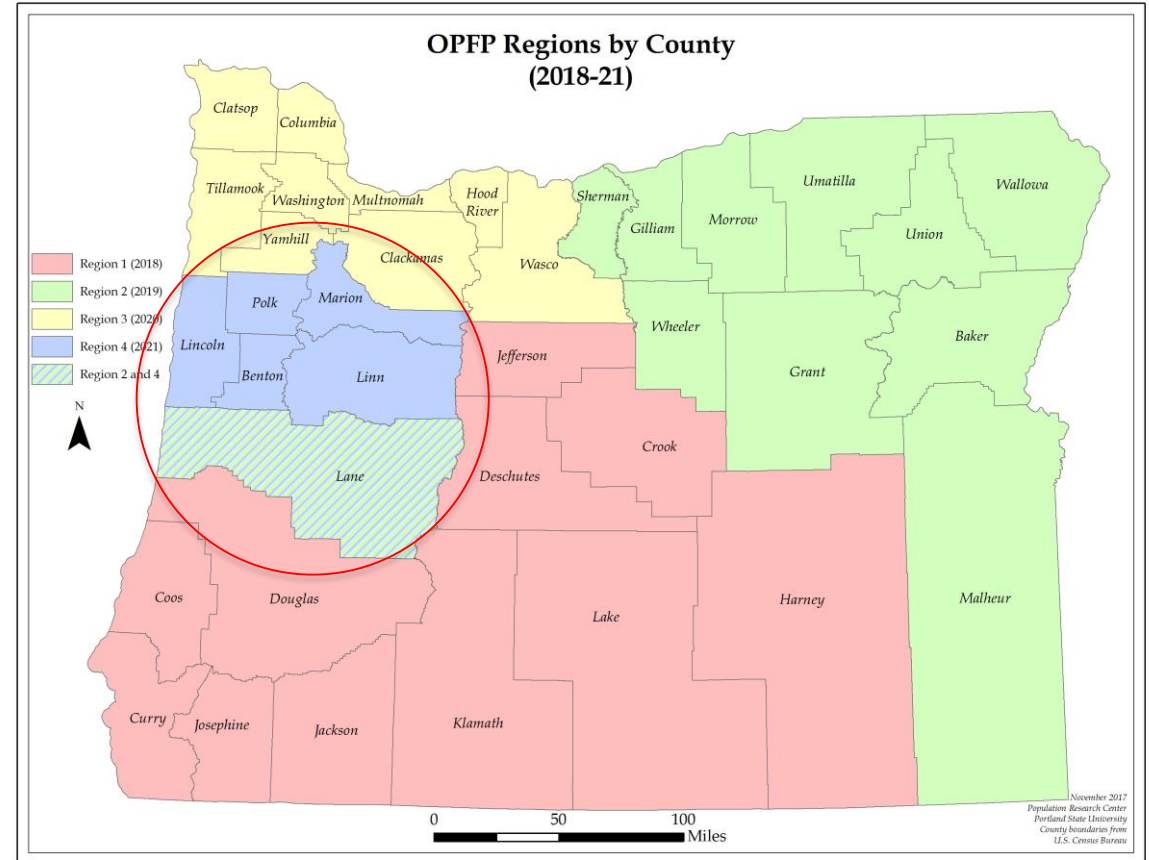 OPFP Regions by County
(2018-21)
Clatsop
Columbia
Tillamook
Washington
Multnomah
Hood
River
Sherman
Gilliam
Morrow
Umatilla
Union
Wallowa
Yamhill
Clackamas
Wasco
Region 1 (2018)
Region 2 (2019)
Region 3 (2020)
Region 4 (2021)
Region 2 and 4
N
Polk
Marion
Lincoln
Benton
Linn
Jefferson
Wheeler
Grant
Baker
Lane
Deschutes
Crook
Coos
Douglas
Lake
Harney
Malheur
Curry
Josephine
Jackson
Klamath
0 50 100
Miles
November 2017
Population Research Center
Portland State University
County boundaries from
U.S. Census Bureau